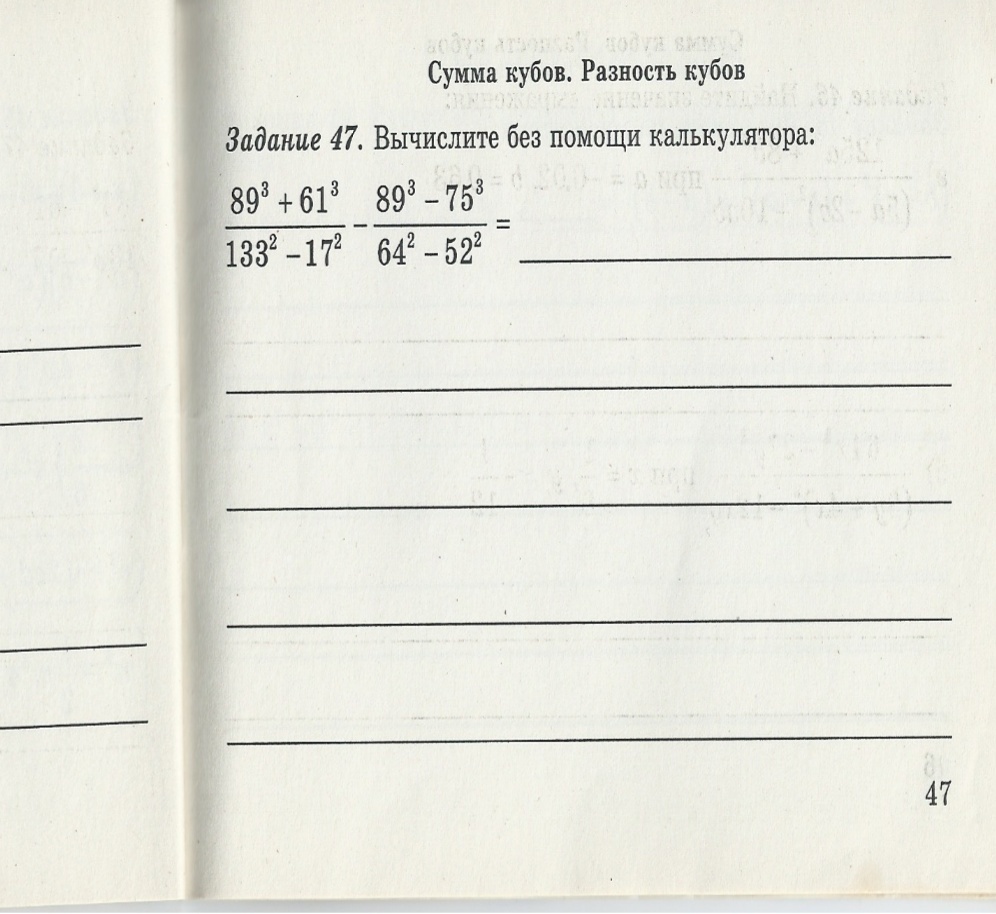 Сумма кубов. Разность кубов
Задание 47. Вычислите без помощи калькулятора:
89³ + 61³ / 133² – 17² – 89³ – 75³ / 64² – 52² =
47